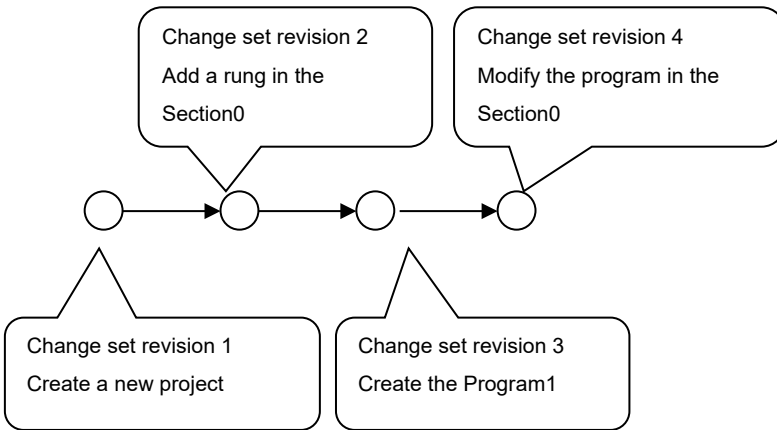 Change set revision 2
Add a rung in the
Section0
Change set revision 4
Modify the program in the
Section0
Change set revision 1
Create a new project
Change set revision 3
Create the Program1